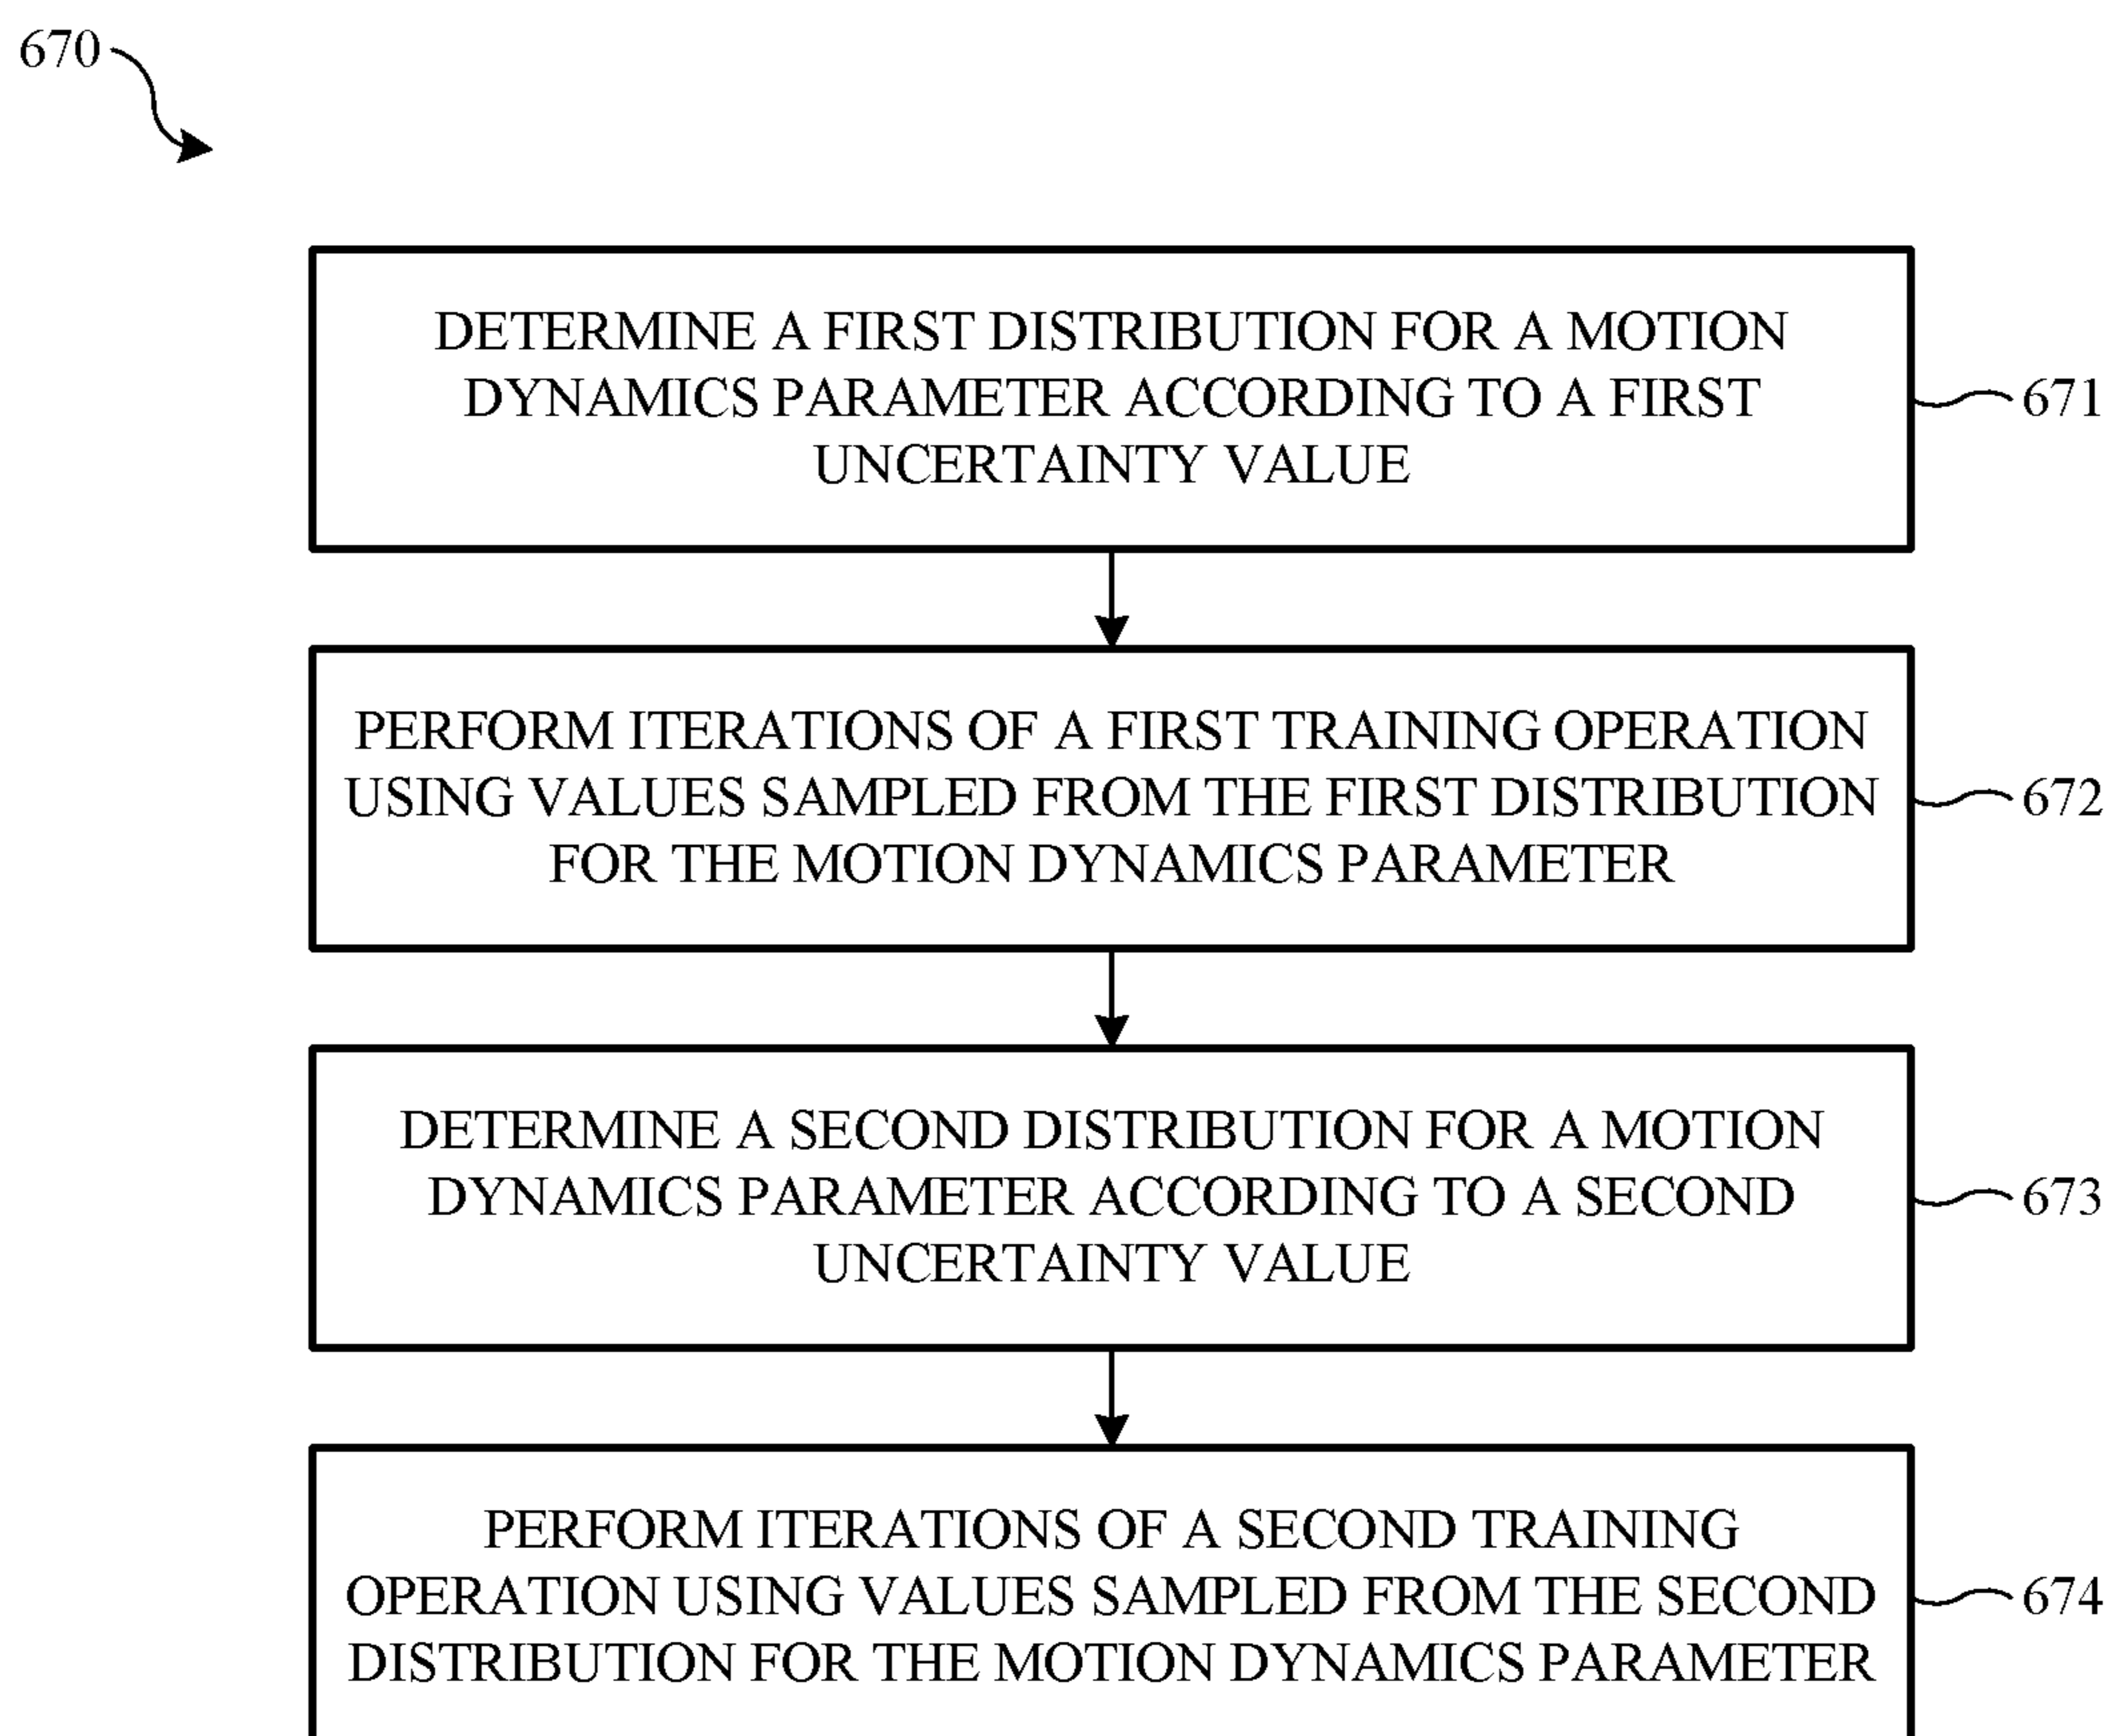 670
DETERMINE A FIRST DISTRIBUTION FOR A MOTION
DYNAMICS PARAMETER ACCORDING TO A FIRST
UNCERTAINTY VALUE
671
PERFORM ITERATIONS OF A FIRST TRAINING OPERATION
USING VALUES SAMPLED FROM THE FIRST DISTRIBUTION
FOR THE MOTION DYNAMICS PARAMETER
672
DETERMINE A SECOND DISTRIBUTION FOR A MOTION
DYNAMICS PARAMETER ACCORDING TO A SECOND
UNCERTAINTY VALUE
673
PERFORM ITERATIONS OF A SECOND TRAINING
OPERATION USING VALUES SAMPLED FROM THE SECOND
DISTRIBUTION FOR THE MOTION DYNAMICS PARAMETER
674